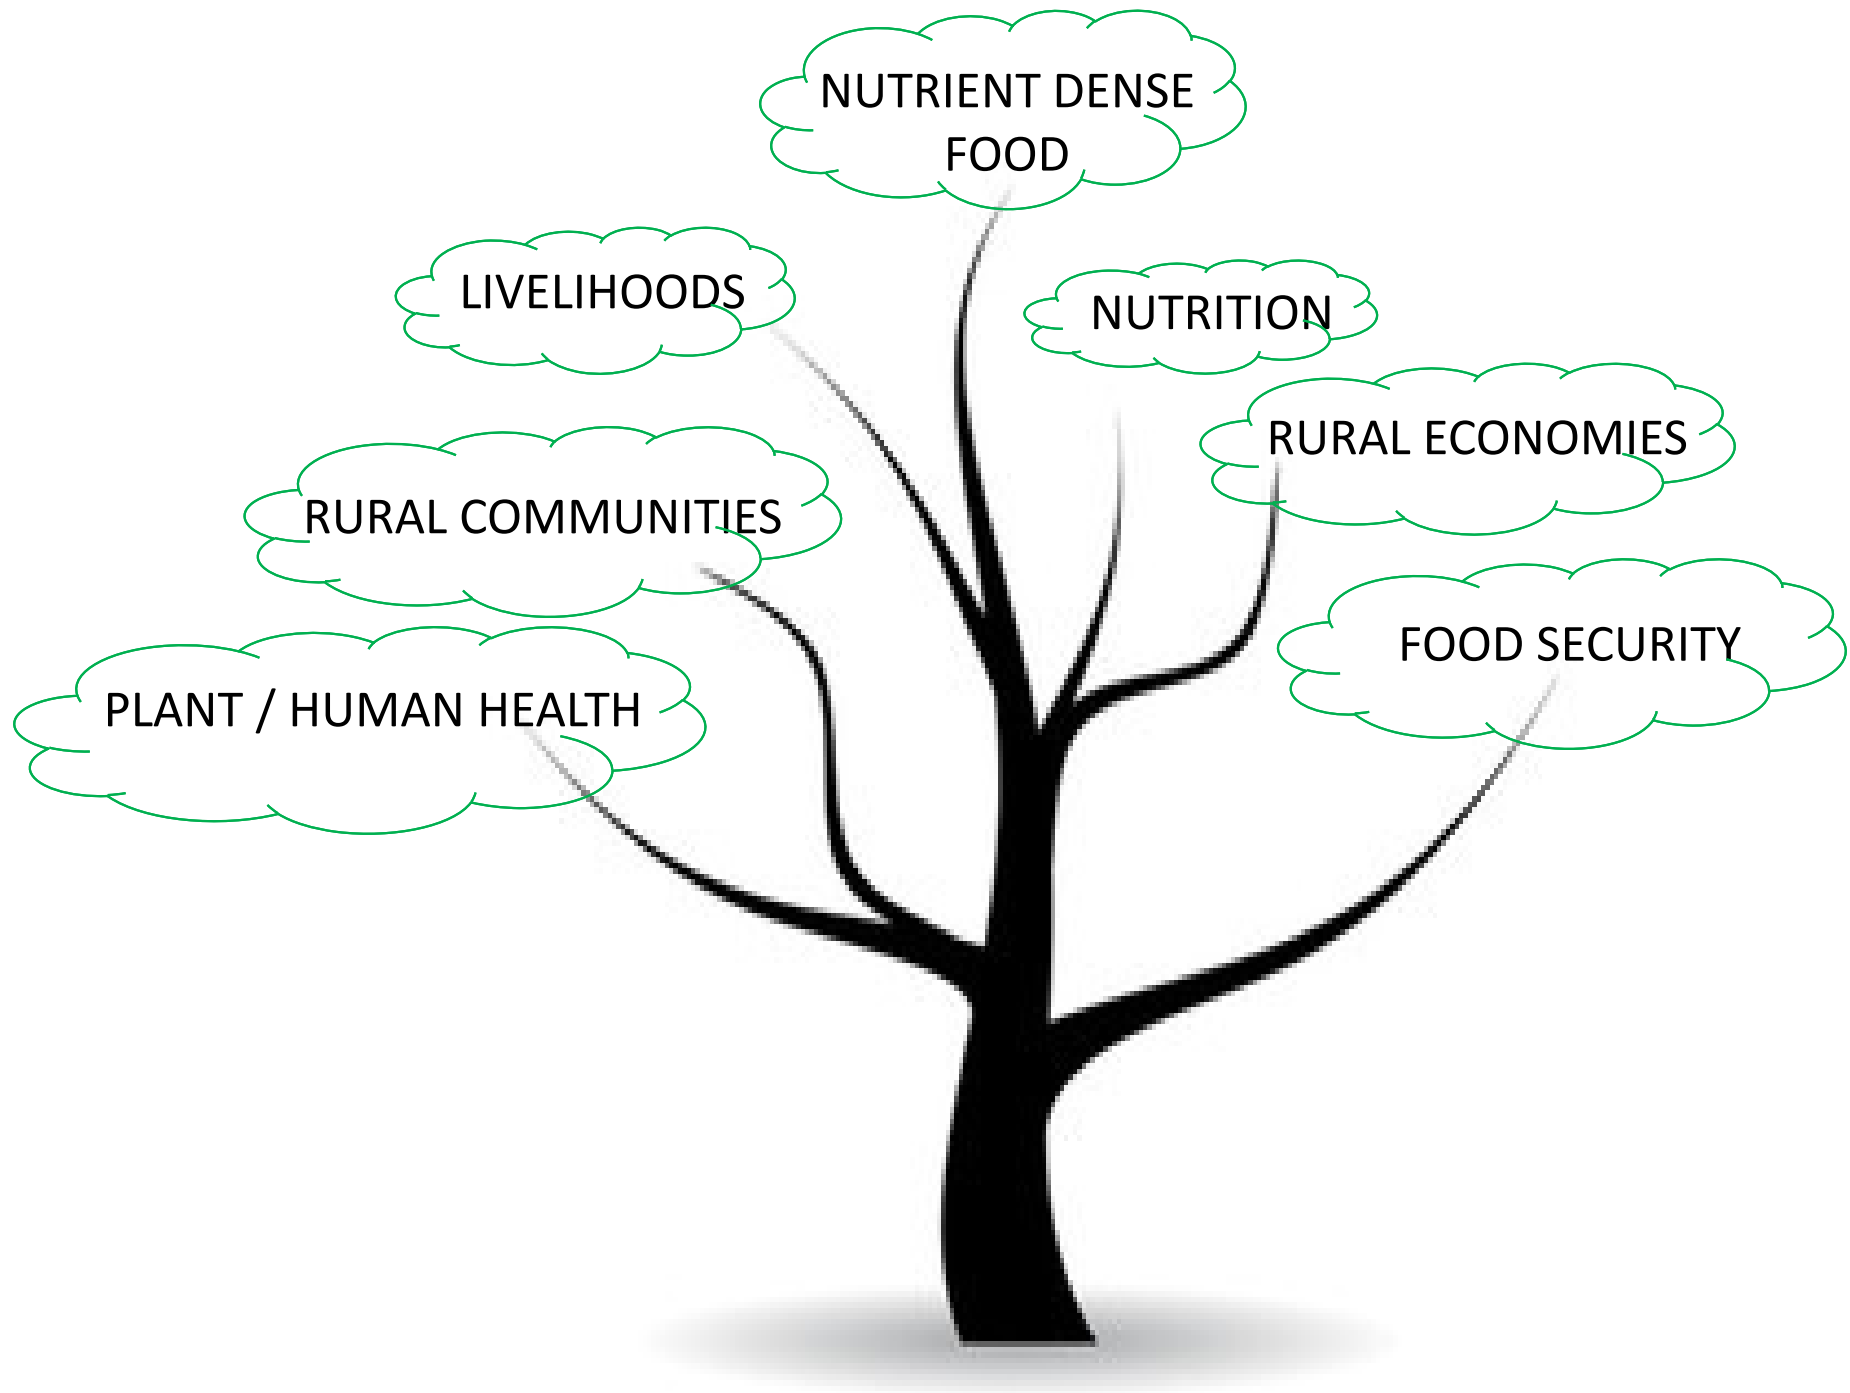 NUTRIENT DENSE
FOOD
LIVELIHOODS
NUTRITION
RURAL ECONOMIES
RURAL COMMUNITIES
FOOD SECURITY
PLANT / HUMAN HEALTH